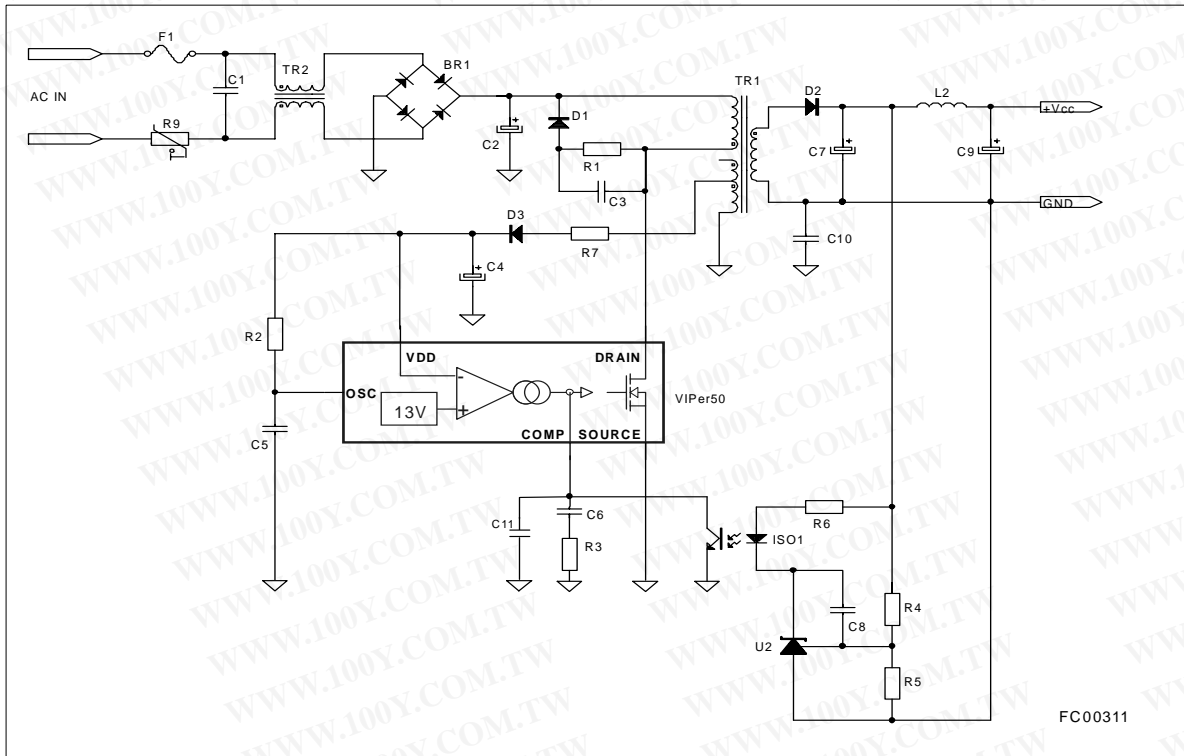 F1
TR2
BR1
C1
AC IN
R9
C2
D1
R1
C3
TR1
D2
L2
+Vcc
C7
C9
GND
C10
D3
R7
C4
R2
VDD
DRAIN
OSC
-
+
13V
VIPer50
COMP
SOURCE
C5
C11
C6
R3
ISO1
R6
C8
R4
U2
R5
FC00311
WWW.100Y.COM.TW